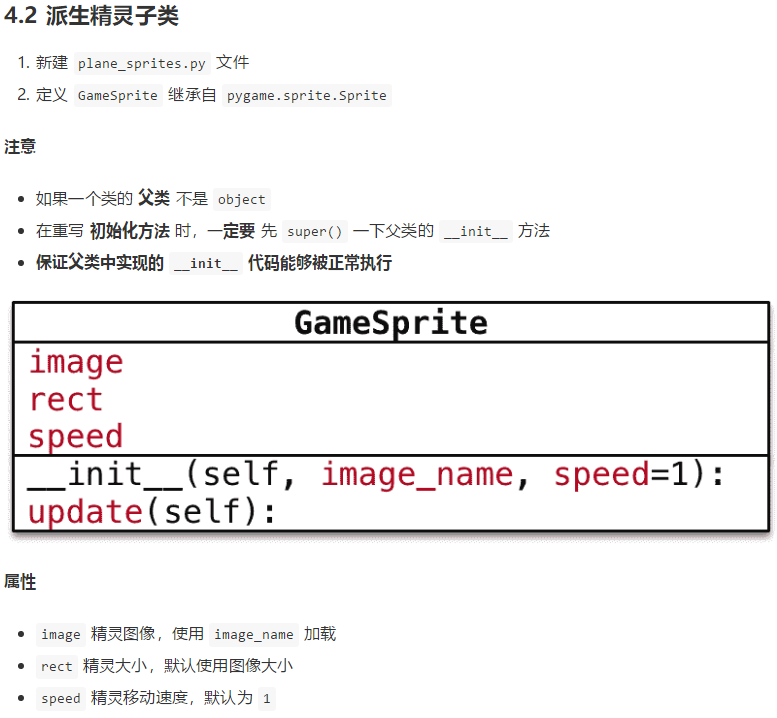 4.2 派生精灵子类
1. 新建 plane_sprites.py 文件
2. 定义 GameSprite 继承自 pygame.sprite.Sprite
注意
• 如果一个类的 父类 不是 object
• 在重写 初始化方法 时，一定要 先 super() 一下父类的 __init__ 方法
• 保证父类中实现的 __init__ 代码能够被正常执行
GameSprite
image
rect
speed
__init__(self, image_name, speed=1):
update(self):
属性
• image 精灵图像，使用 image_name 加载
• rect 精灵大小，默认使用图像大小
• speed 精灵移动速度，默认为 1